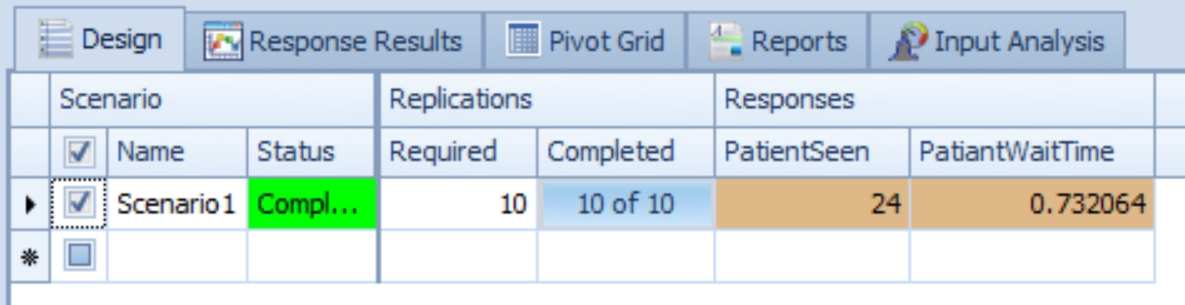 Design Response Results Pivot Grid Reports Input Analysis
Scenario Replications Responses
Name Status Required Completed PatientSeen PatiantWaitTime
Scenario1 Compl... 10 10 of 10 24 0.732064